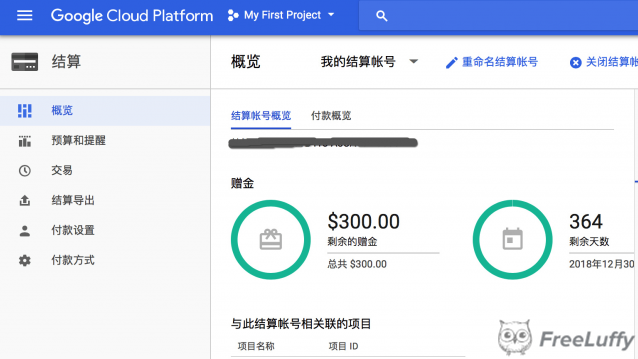 Google Cloud Platform
My First Project
结算
概览
我的结算帐号
重命名结算帐号
关闭结算帐
概览
预算和提醒
交易
结算导出
付款设置
付款方式
结算帐号概览
付款概览
赠金
$300.00
剩余的赠金
总共 $300.00
364
剩余天数
2018年12月30
与此结算帐号相关联的项目
项目名称
项目 ID
FreeLuffy